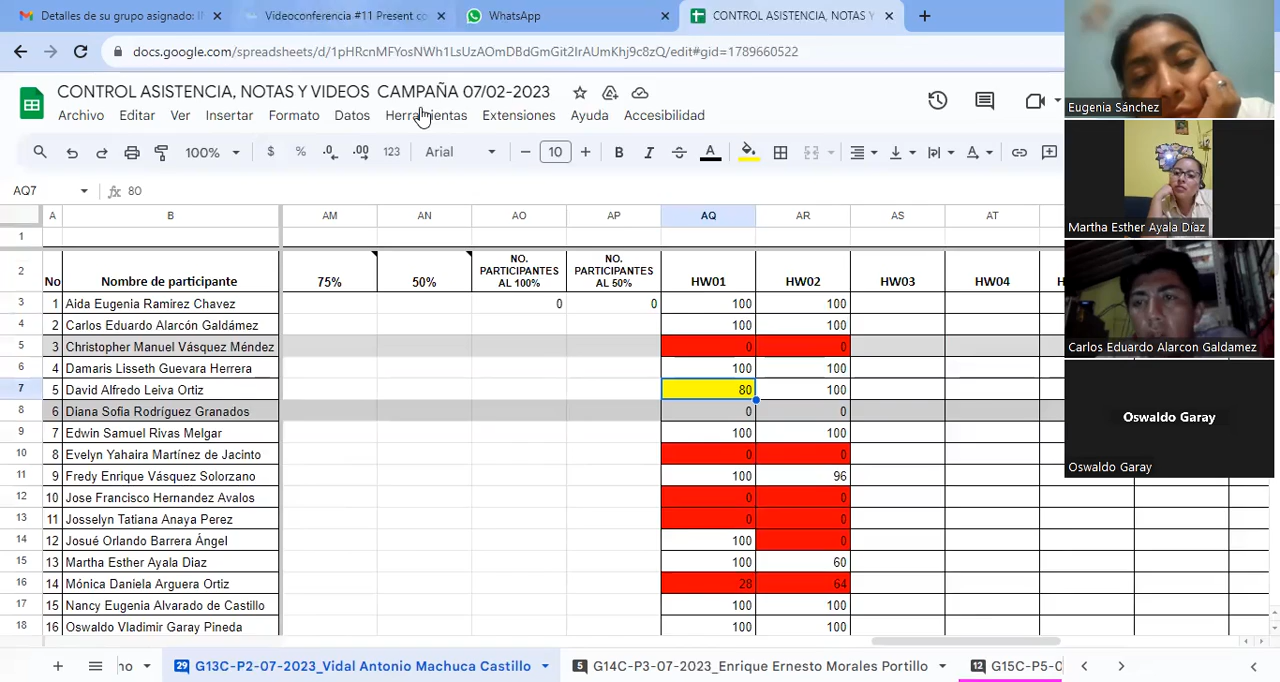 Detalles de su grupo asignado: I
Videoconferencia #11 Present co
WhatsApp
CONTROL ASISTENCIA, NOTAS Y
docs.google.com/spreadsheets/d/1pHRcnMFYosNWh1LsUzAOmDBdGmGit2IrAUmKhj9c8zQ/edit#gid=1789660522
CONTROL ASISTENCIA, NOTAS Y VIDEOS CAMPAÑA 07/02-2023
Archivo Editar Ver Insertar Formato Datos Herramientas Extensiones Ayuda Accesibilidad
100% $ % .0 .00 123 Arial 10 B I S A
AQ7 80
A B AM AN AO AP AQ AR AS AT
1
2 No Nombre de participante 75% 50% NO. PARTICIPANTES AL 100% NO. PARTICIPANTES AL 50% HW01 HW02 HW03 HW04 H
3 1 Aida Eugenia Ramirez Chavez 0 0 100 100
4 2 Carlos Eduardo Alarcón Galdámez 100 100
5 3 Christopher Manuel Vásquez Mendez 0 0
6 4 Damaris Lisbeth Guevara Herrera 100 100
7 5 David Alfredo Leiva Ortiz 80 100
8 6 Diana Sofia Rodríguez Granados 0 0
9 7 Edwin Samuel Rivas Melgar 100 100
10 8 Evelyn Yahaira Martínez de Jacinto 0 0
11 9 Fredy Enrique Vásquez Solorzano 100 96
12 10 Jose Francisco Hernandez Avalos 0 0
13 11 Josselyn Tatiana Anaya Perez 0 0
14 12 Josué Orlando Barrera Ángel 100 0
15 13 Martha Esther Ayala Diaz 100 60
16 14 Mónica Daniela Arguera Ortiz 28 64
17 15 Nancy Eugenia Alvarado de Castillo 100 100
18 16 Oswaldo Vladimir Garay Pineda 100 100
no 29 G13C-P2-07-2023_Vidal Antonio Machuca Castillo 5 G14C-P3-07-2023_Enrique Ernesto Morales Portillo 12 G15C-P5-0
Eugenia Sánchez
Martha Esther Ayala Díaz
Carlos Eduardo Alarcon Galdamez
Oswaldo Garay
Oswaldo Garay